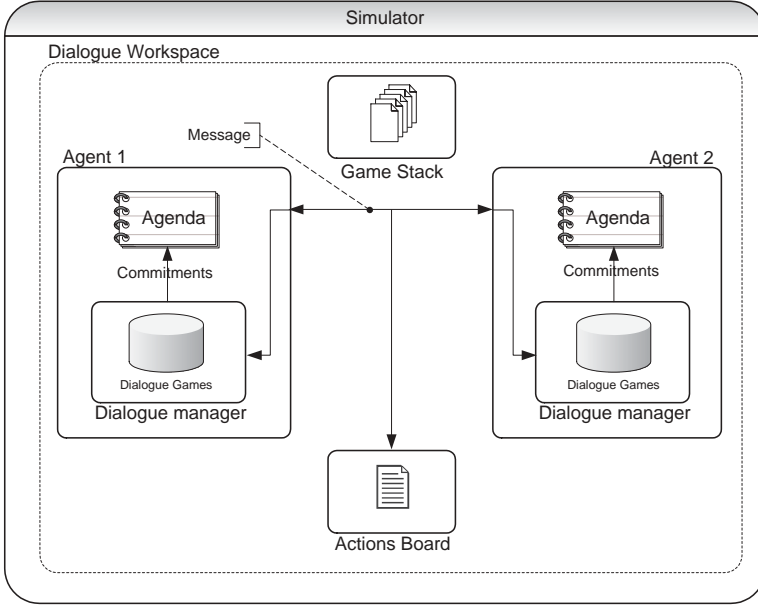 Simulator
Dialogue Workspace
Message
Game Stack
Agent 1
Agent 2
Agenda
Agenda
Commitments
Commitments
Dialogue Games
Dialogue Games
Dialogue manager
Dialogue manager
Actions Board